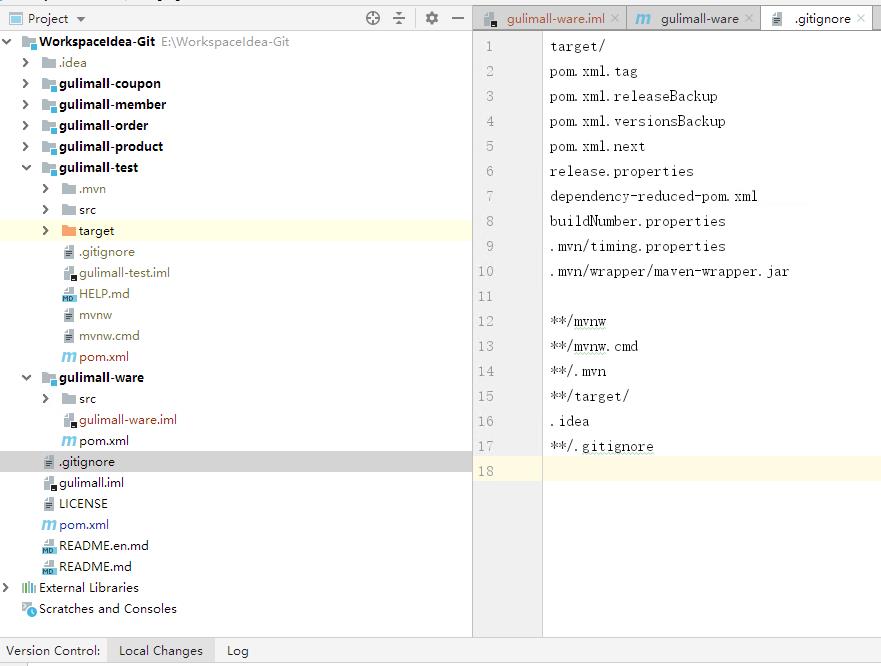 Project
WorkspaceIdea-Git E:\WorkspaceIdea-Git
.idea
gulimall-coupon
gulimall-member
gulimall-order
gulimall-product
gulimall-test
.mvn
src
target
.gitignore
gulimall-test.iml
HELP.md
mvnw
mvnw.cmd
pom.xml
gulimall-ware
src
gulimall-ware.iml
pom.xml
.gitignore
gulimall.iml
LICENSE
pom.xml
README.en.md
README.md
External Libraries
Scratches and Consoles
gulimall-ware.iml
gulimall-ware
.gitignore
1 target/
2 pom.xml.tag
3 pom.xml.releaseBackup
4 pom.xml.versionsBackup
5 pom.xml.next
6 release.properties
7 dependency-reduced-pom.xml
8 buildNumber.properties
9 .mvn/timing.properties
10 .mvn/wrapper/maven-wrapper.jar
11
12 **/mvnw
13 **/mvnw.cmd
14 **/.mvn
15 **/target/
16 .idea
17 **/.gitignore
18
Version Control: Local Changes Log